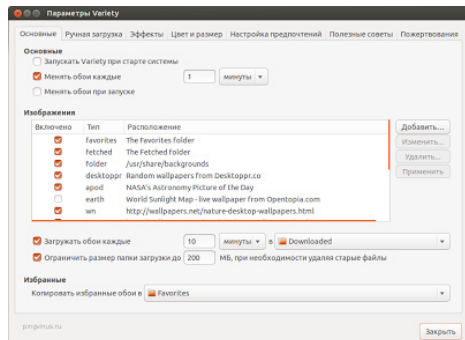 Параметры Variety
Основные Ручная загрузка Эффекты Цвет и размер Настройка предпочтений Полезные советы Пожертвования
Основные
Запускать Variety при старте системы
Менять обои каждые 1 минуты
Менять обои при запуске
Изображения
Включено Тип Расположение Добавить...
favorites The Favorites folder Изменить...
fetched The Fetched folder
folder /usr/share/backgrounds Удалить...
desktoppr Random wallpapers from Desktoppr.co Применить
apod NASA's Astronomy Picture of the Day
earth World Sunlight Map - live wallpaper from Opentopia.com
wn http://wallpapers.net/nature-desktop-wallpapers.html
Загружать обои каждые 10 минуты в Downloaded
Ограничить размер папки загрузки до 200 МБ, при необходимости удаляя старые файлы
Избранные
Копировать избранные обои в Favorites
pingvinus.ru
Закрыть